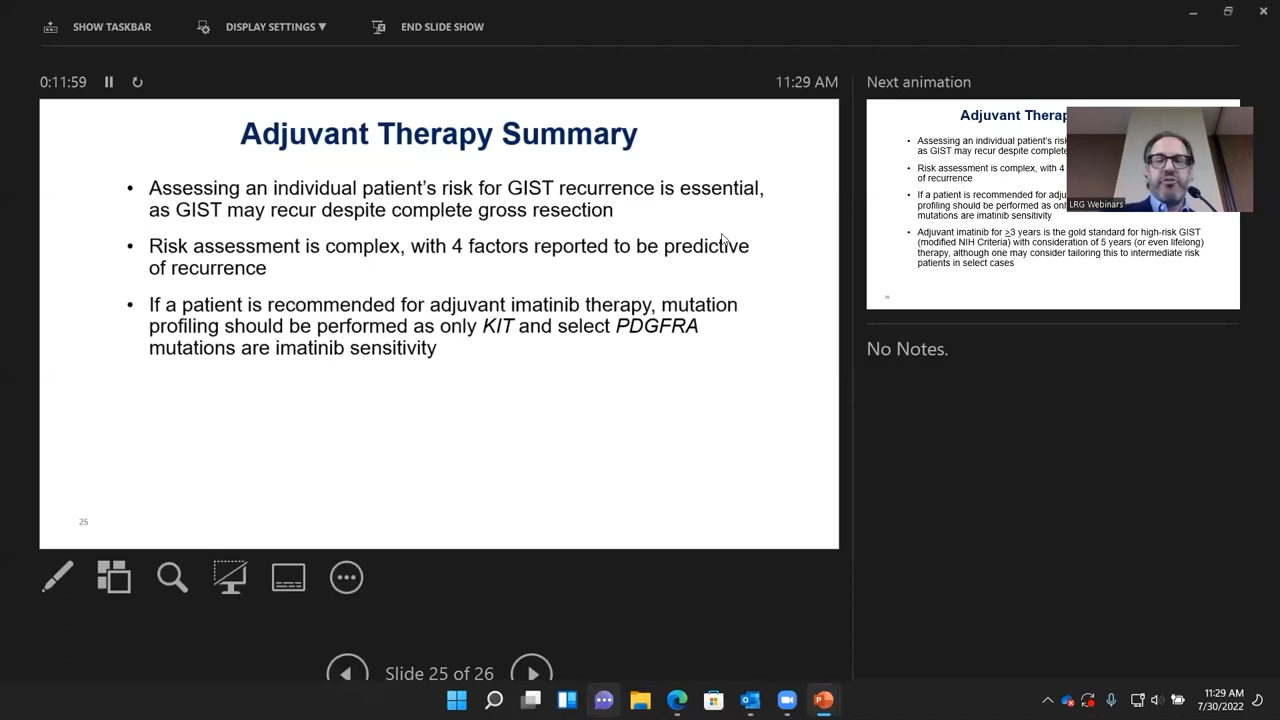 SHOW TASKBAR
DISPLAY SETTINGS ▼
END SLIDE SHOW
0:11:59
11:29 AM
Adjuvant Therapy Summary
• Assessing an individual patient's risk for GIST recurrence is essential,
as GIST may recur despite complete gross resection
• Risk assessment is complex, with 4 factors reported to be predictive
of recurrence
• If a patient is recommended for adjuvant imatinib therapy, mutation
profiling should be performed as only KIT and select PDGFRA
mutations are imatinib sensitivity
25
Next animation
Adjuvant Therap
• Assessing an individual patient's risk
as GIST may recur despite complete
• Risk assessment is complex, with 4
of recurrence
• If a patient is recommended for adju
profiling should be performed as only
mutations are imatinib sensitivity
• Adjuvant imatinib for >3 years is the gold standard for high-risk GIST
(modified NIH Criteria) with consideration of 5 years (or even lifelong)
therapy, although one may consider tailoring this to intermediate risk
patients in select cases
LRG Webinars
No Notes.
Slide 25 of 26
11:29 AM
7/30/2022